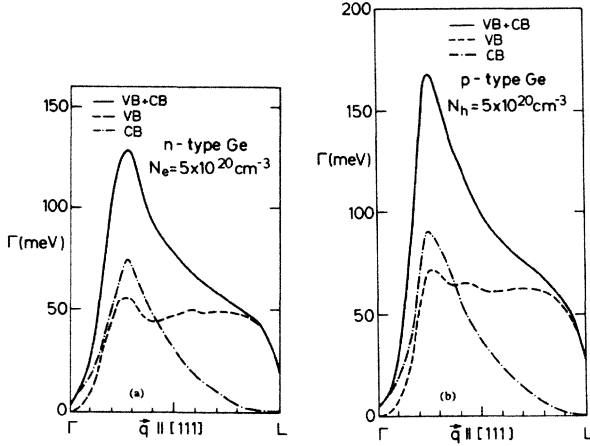 150
VB+CB
VB
CB
n-type Ge
Ne=5x10 20 cm-3
100
Γ(meV)
50
0
(a)
Γ
q⃗ || [111]
L
200
VB+CB
VB
CB
p-type Ge
Nh=5x10 20 cm-3
150
Γ(meV)
100
50
0
(b)
Γ
q⃗ || [111]
L